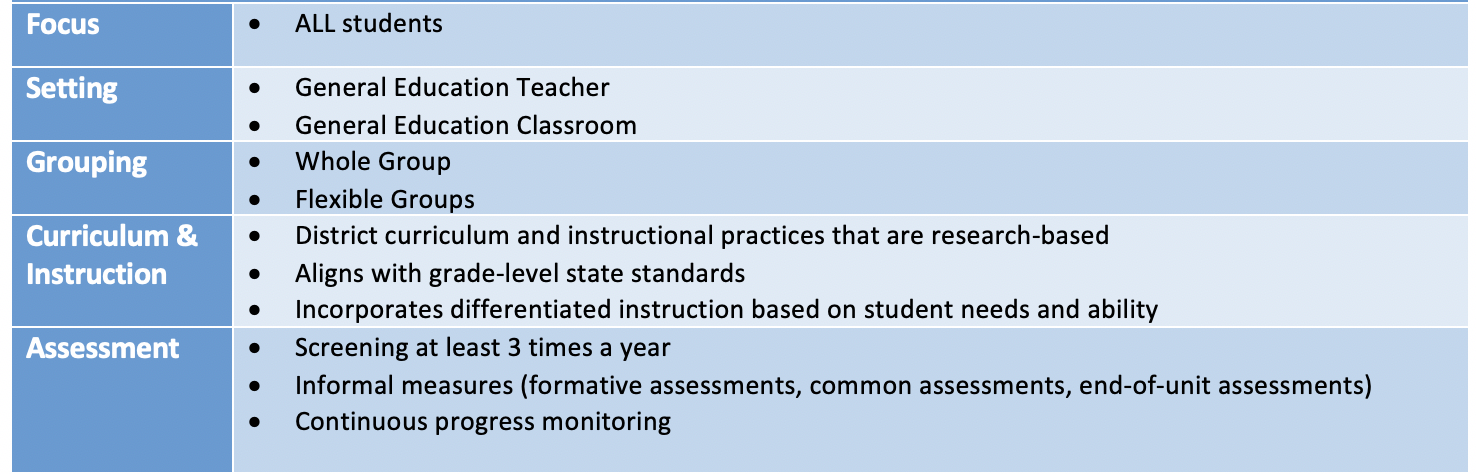 Focus
• ALL students
Setting
• General Education Teacher
• General Education Classroom
Grouping
• Whole Group
• Flexible Groups
Curriculum &
Instruction
• District curriculum and instructional practices that are research-based
• Aligns with grade-level state standards
• Incorporates differentiated instruction based on student needs and ability
Assessment
• Screening at least 3 times a year
• Informal measures (formative assessments, common assessments, end-of-unit assessments)
• Continuous progress monitoring